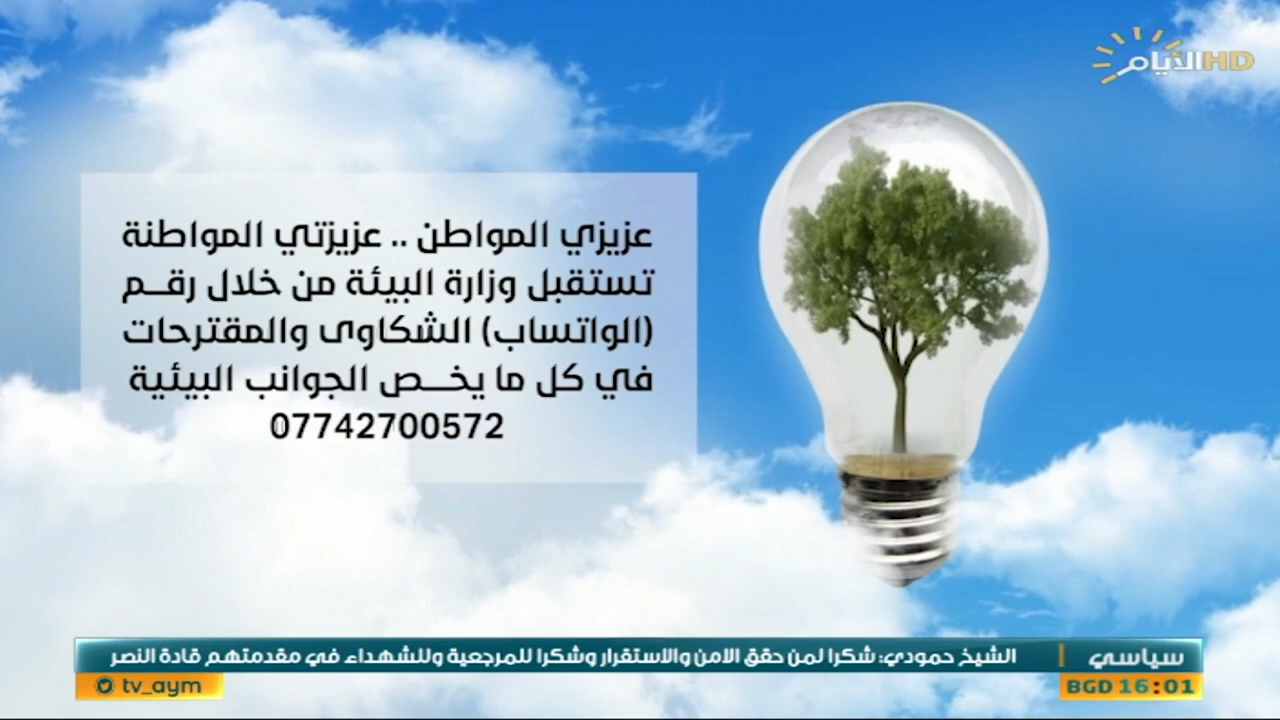 الأيام HD
عزيزي المواطن .. عزيزتي المواطنة
تستقبل وزارة البيئة من خلال رقـم
(الواتساب) الشكاوى والمقترحات
في كل ما يخـص الجوانب البيئية
07742700572
سياسي | الشيخ حمودي: شكرا لمن حقق الامن والاستقرار وشكرا للمرجعية وللشهداء في مقدمتهم قادة النصر
BGD 16:01
tv_aym